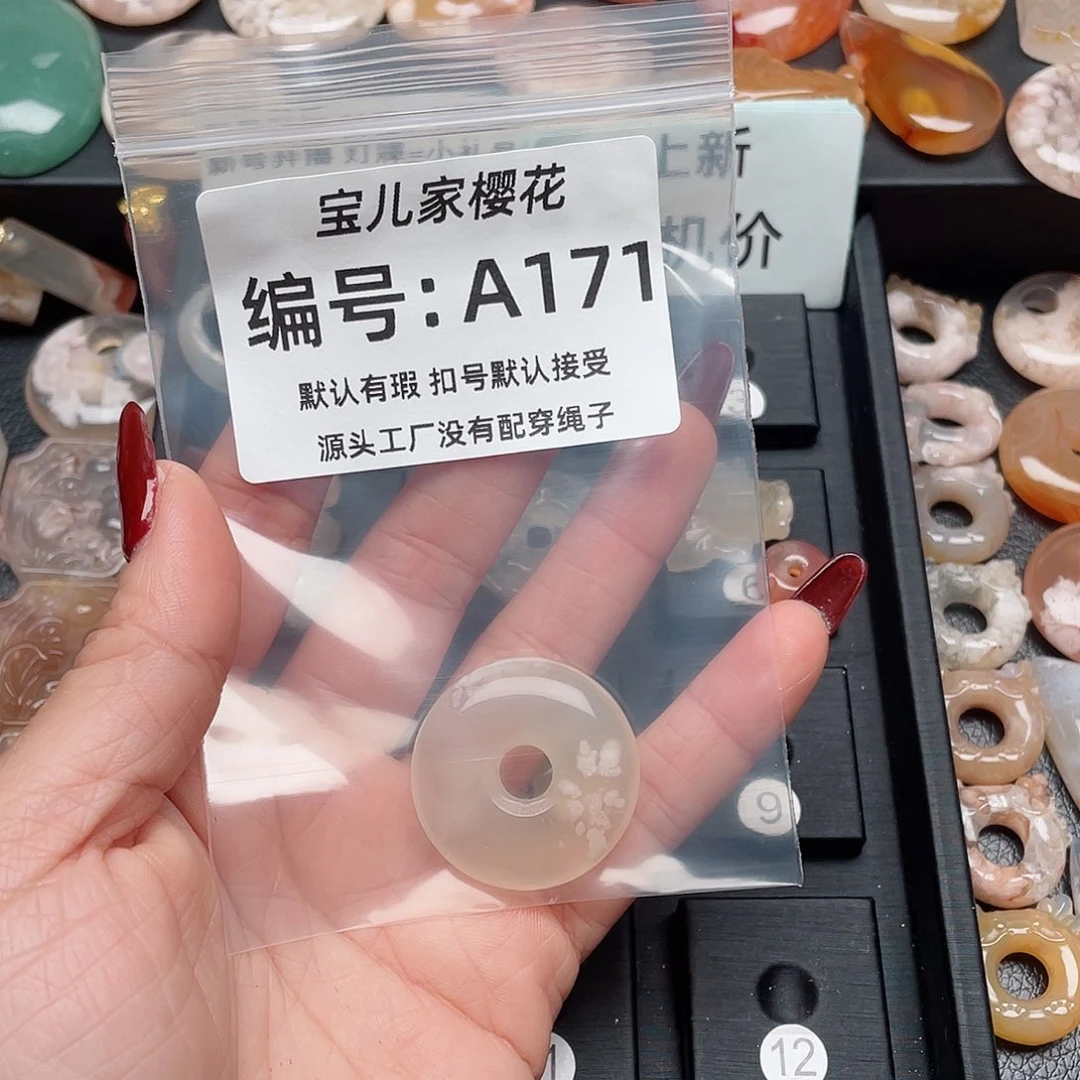 宝儿家樱花
编号：A171
默认有瑕 扣号默认接受
源头工厂没有配穿绳子
上新
机价
6
9
12